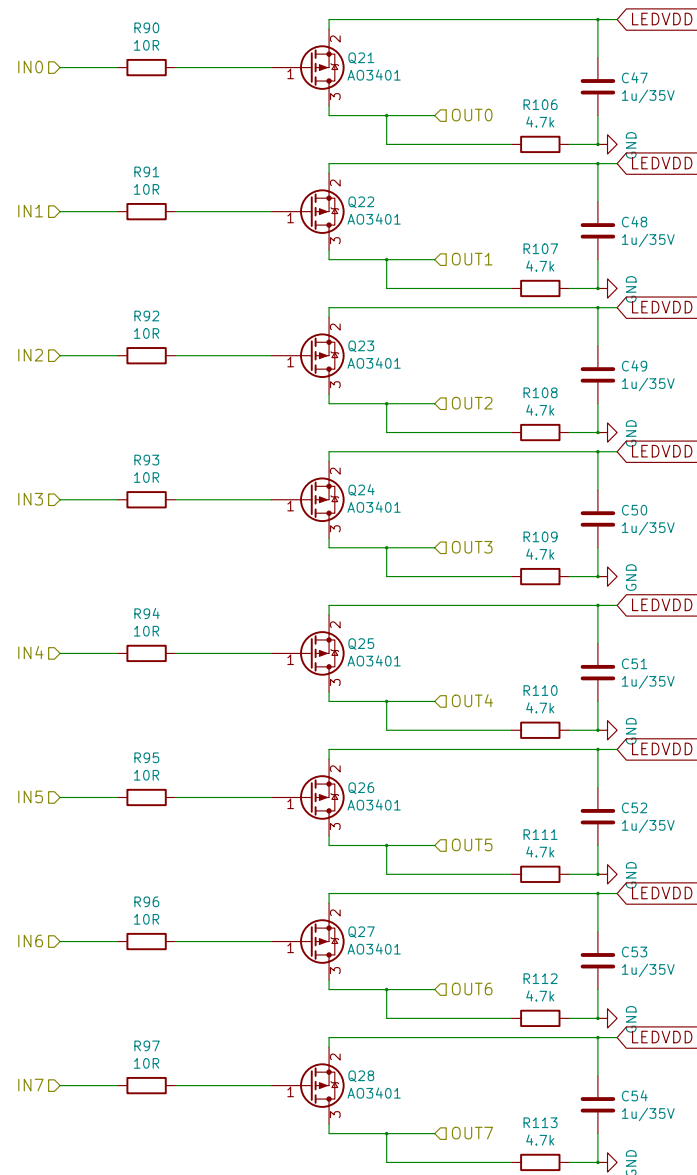 R90
10R
IN0
1
2
3
Q21
AO3401
OUT0
R106
4.7k
C47
1u/35V
GND
LEDVDD
R91
10R
IN1
1
2
3
Q22
AO3401
OUT1
R107
4.7k
C48
1u/35V
GND
LEDVDD
R92
10R
IN2
1
2
3
Q23
AO3401
OUT2
R108
4.7k
C49
1u/35V
GND
LEDVDD
R93
10R
IN3
1
2
3
Q24
AO3401
OUT3
R109
4.7k
C50
1u/35V
GND
LEDVDD
R94
10R
IN4
1
2
3
Q25
AO3401
OUT4
R110
4.7k
C51
1u/35V
GND
LEDVDD
R95
10R
IN5
1
2
3
Q26
AO3401
OUT5
R111
4.7k
C52
1u/35V
GND
LEDVDD
R96
10R
IN6
1
2
3
Q27
AO3401
OUT6
R112
4.7k
C53
1u/35V
GND
LEDVDD
R97
10R
IN7
1
2
3
Q28
AO3401
OUT7
R113
4.7k
C54
1u/35V
GND
LEDVDD